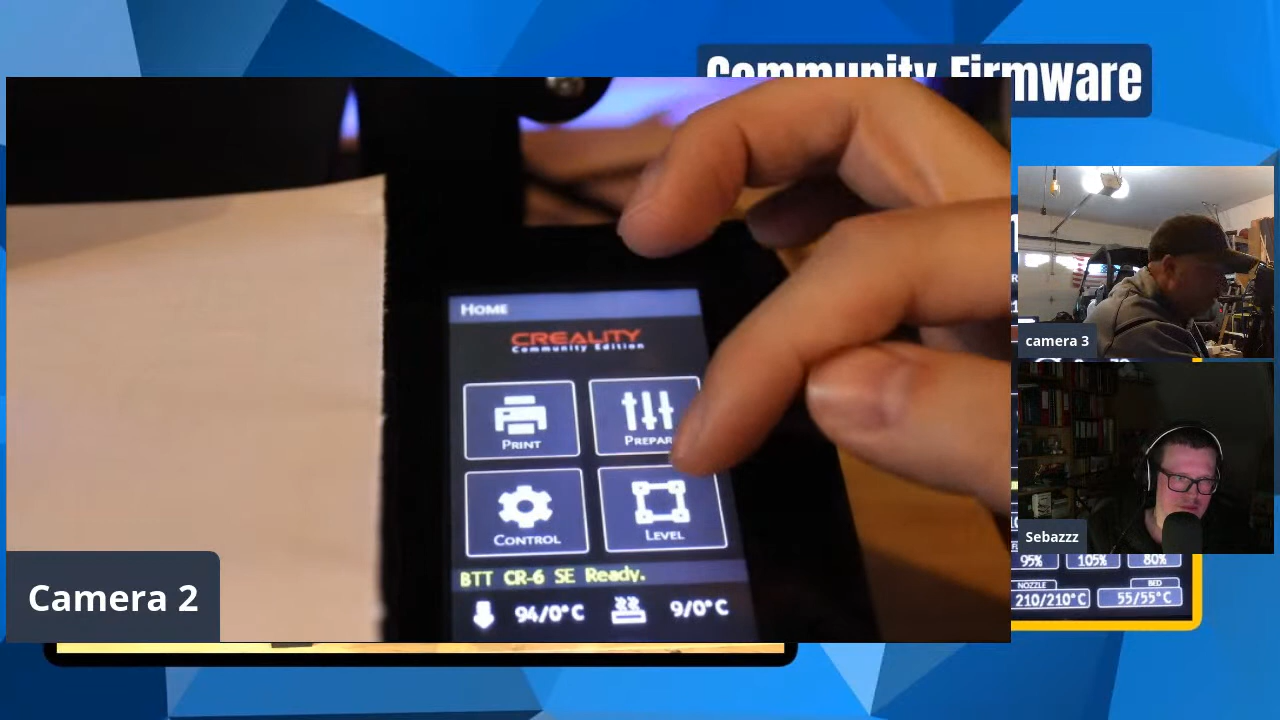 Community Firmware
HOME
CREALITY
Community Edition
PRINT
PREPAR
CONTROL
LEVEL
BTT CR-6 SE Ready.
94/0°C
9/0°C
Camera 2
camera 3
Sebazzz
95%
105%
80%
NOZZLE
BED
210/210°C
55/55°C